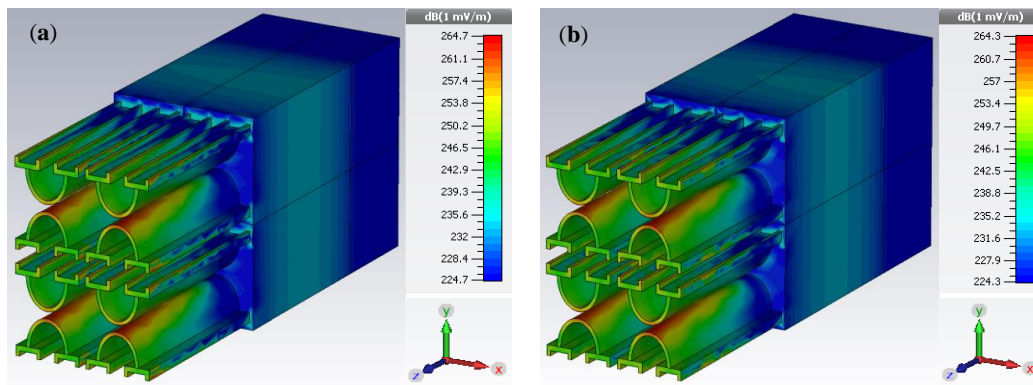 (a)
dB(1 mV/m)
264.7
261.1
257.4
253.8
250.2
246.5
242.9
239.3
235.6
232
228.4
224.7
y
z
x
(b)
dB(1 mV/m)
264.3
260.7
257
253.4
249.7
246.1
242.5
238.8
235.2
231.6
227.9
224.3
y
z
x